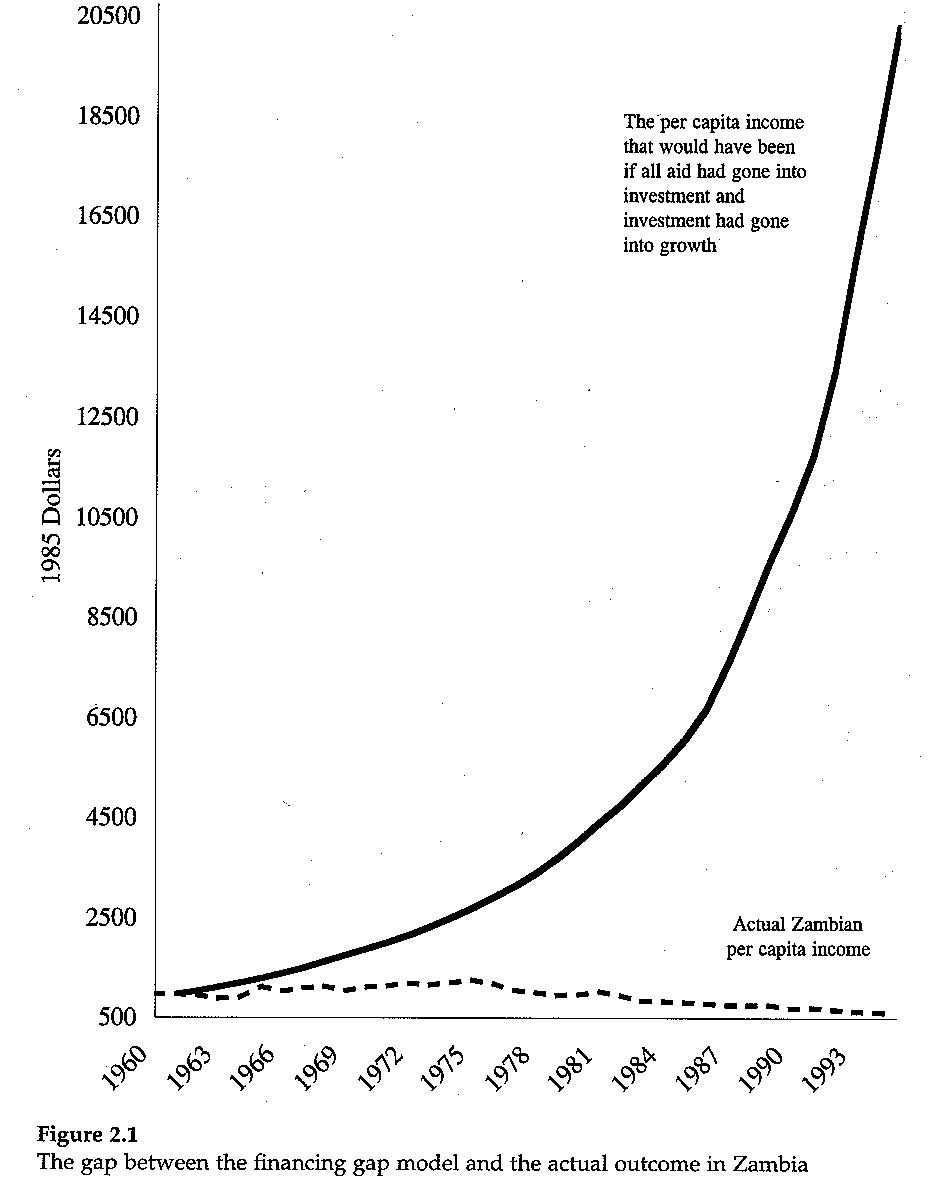 20500
18500
16500
14500
12500
10500
8500
6500
4500
2500
500
1985 Dollars
The per capita income
that would have been
if all aid had gone into
investment and
investment had gone
into growth
Actual Zambian
per capita income
1960
1963
1966
1969
1972
1975
1978
1981
1984
1987
1990
1993
Figure 2.1
The gap between the financing gap model and the actual outcome in Zambia